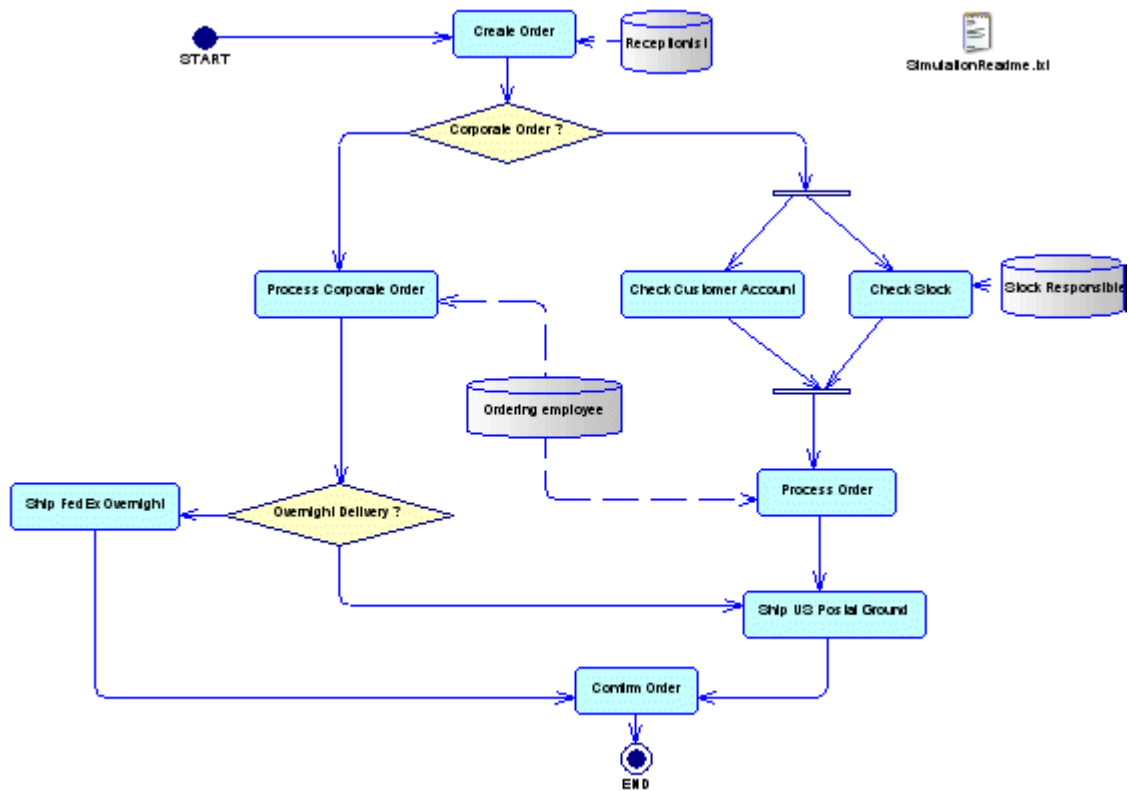 Create Order
Receptionist
START
SimulationReadme.txt
Corporate Order ?
Process Corporate Order
Check Customer Account
Check Stock
Stock Responsible
Ordering employee
Ship FedEx Overnight
Overnight Delivery ?
Process Order
Ship US Postal Ground
Comfirm Order
END